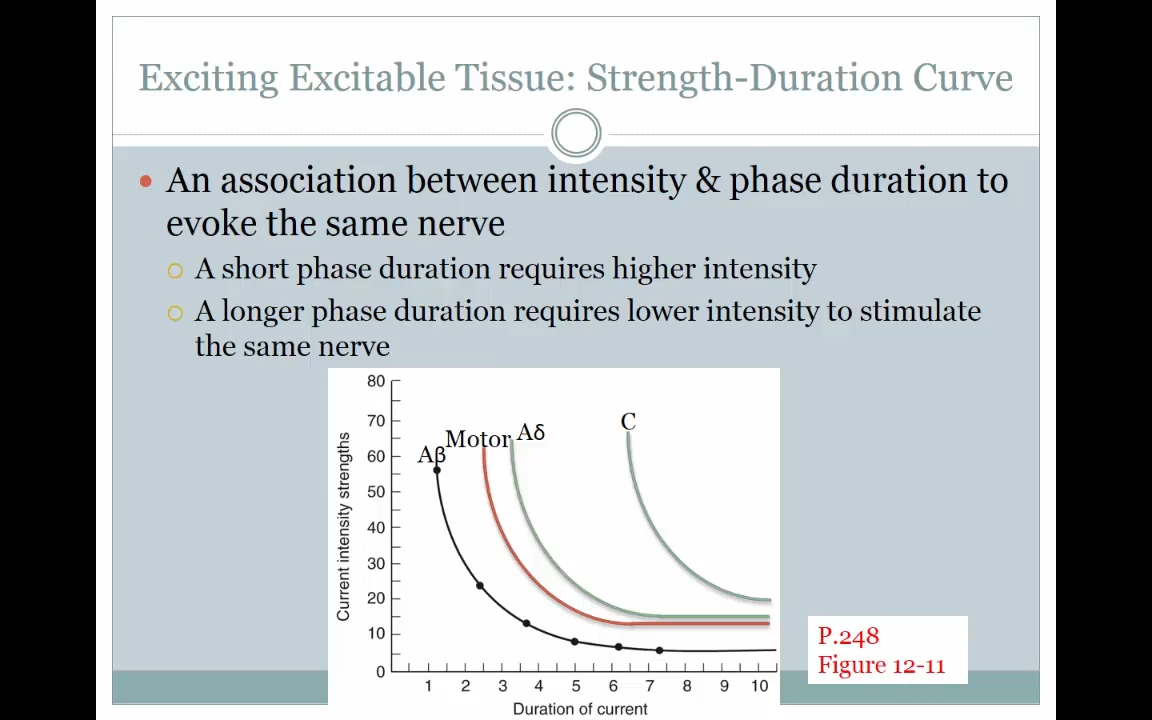 Exciting Excitable Tissue: Strength-Duration Curve
An association between intensity & phase duration to
evoke the same nerve
A short phase duration requires higher intensity
A longer phase duration requires lower intensity to stimulate
the same nerve
80
70
60
50
40
30
20
10
0
Current intensity strengths
Aβ
Motor
Aδ
C
1 2 3 4 5 6 7 8 9 10
Duration of current
P.248
Figure 12-11